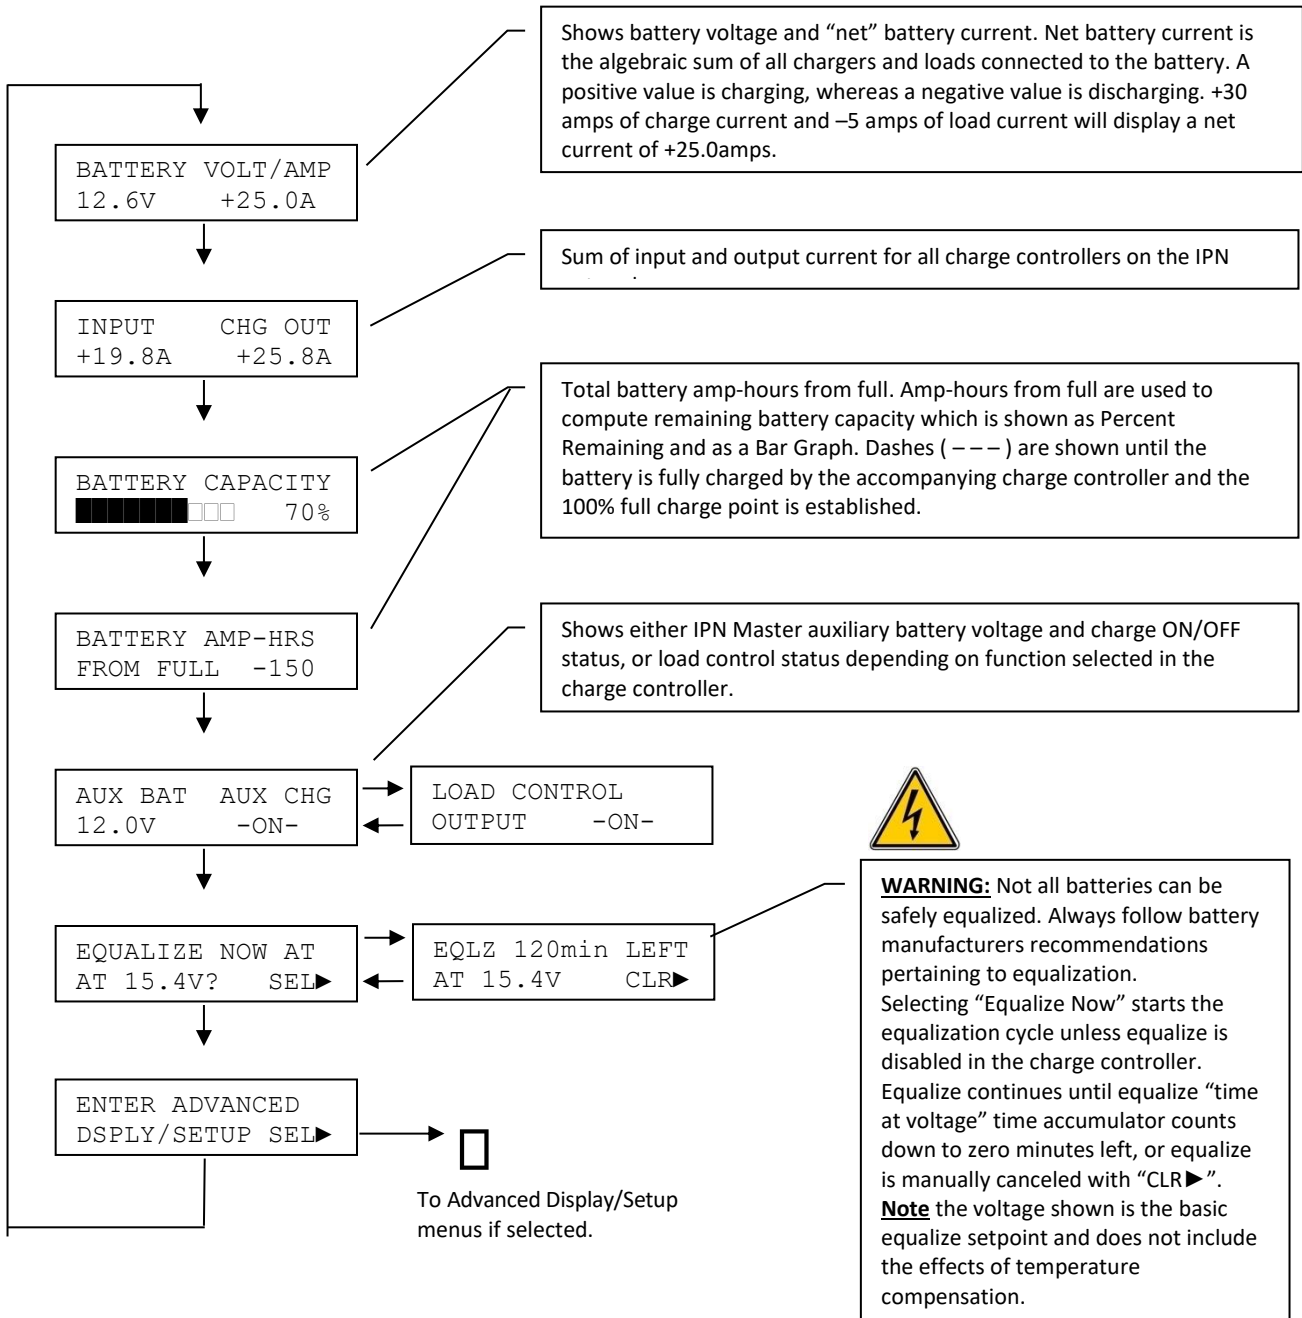 Shows battery voltage and “net” battery current. Net battery current is
the algebraic sum of all chargers and loads connected to the battery. A
positive value is charging, whereas a negative value is discharging. +30
amps of charge current and –5 amps of load current will display a net
current of +25.0amps.
BATTERY VOLT/AMP
12.6V +25.0A
Sum of input and output current for all charge controllers on the IPN
INPUT CHG OUT
+19.8A +25.8A
Total battery amp-hours from full. Amp-hours from full are used to
compute remaining battery capacity which is shown as Percent
Remaining and as a Bar Graph. Dashes ( – – – ) are shown until the
battery is fully charged by the accompanying charge controller and the
100% full charge point is established.
BATTERY CAPACITY
70%
BATTERY AMP-HRS
FROM FULL -150
Shows either IPN Master auxiliary battery voltage and charge ON/OFF
status, or load control status depending on function selected in the
charge controller.
AUX BAT AUX CHG
12.0V -ON-
LOAD CONTROL
OUTPUT -ON-
EQUALIZE NOW AT
AT 15.4V? SEL►
EQLZ 120min LEFT
AT 15.4V CLR►
WARNING: Not all batteries can be
safely equalized. Always follow battery
manufacturers recommendations
pertaining to equalization.
Selecting “Equalize Now” starts the
equalization cycle unless equalize is
disabled in the charge controller.
Equalize continues until equalize “time
at voltage” time accumulator counts
down to zero minutes left, or equalize
is manually canceled with “CLR►”.
Note the voltage shown is the basic
equalize setpoint and does not include
the effects of temperature
compensation.
ENTER ADVANCED
DSPLY/SETUP SEL►
To Advanced Display/Setup
menus if selected.